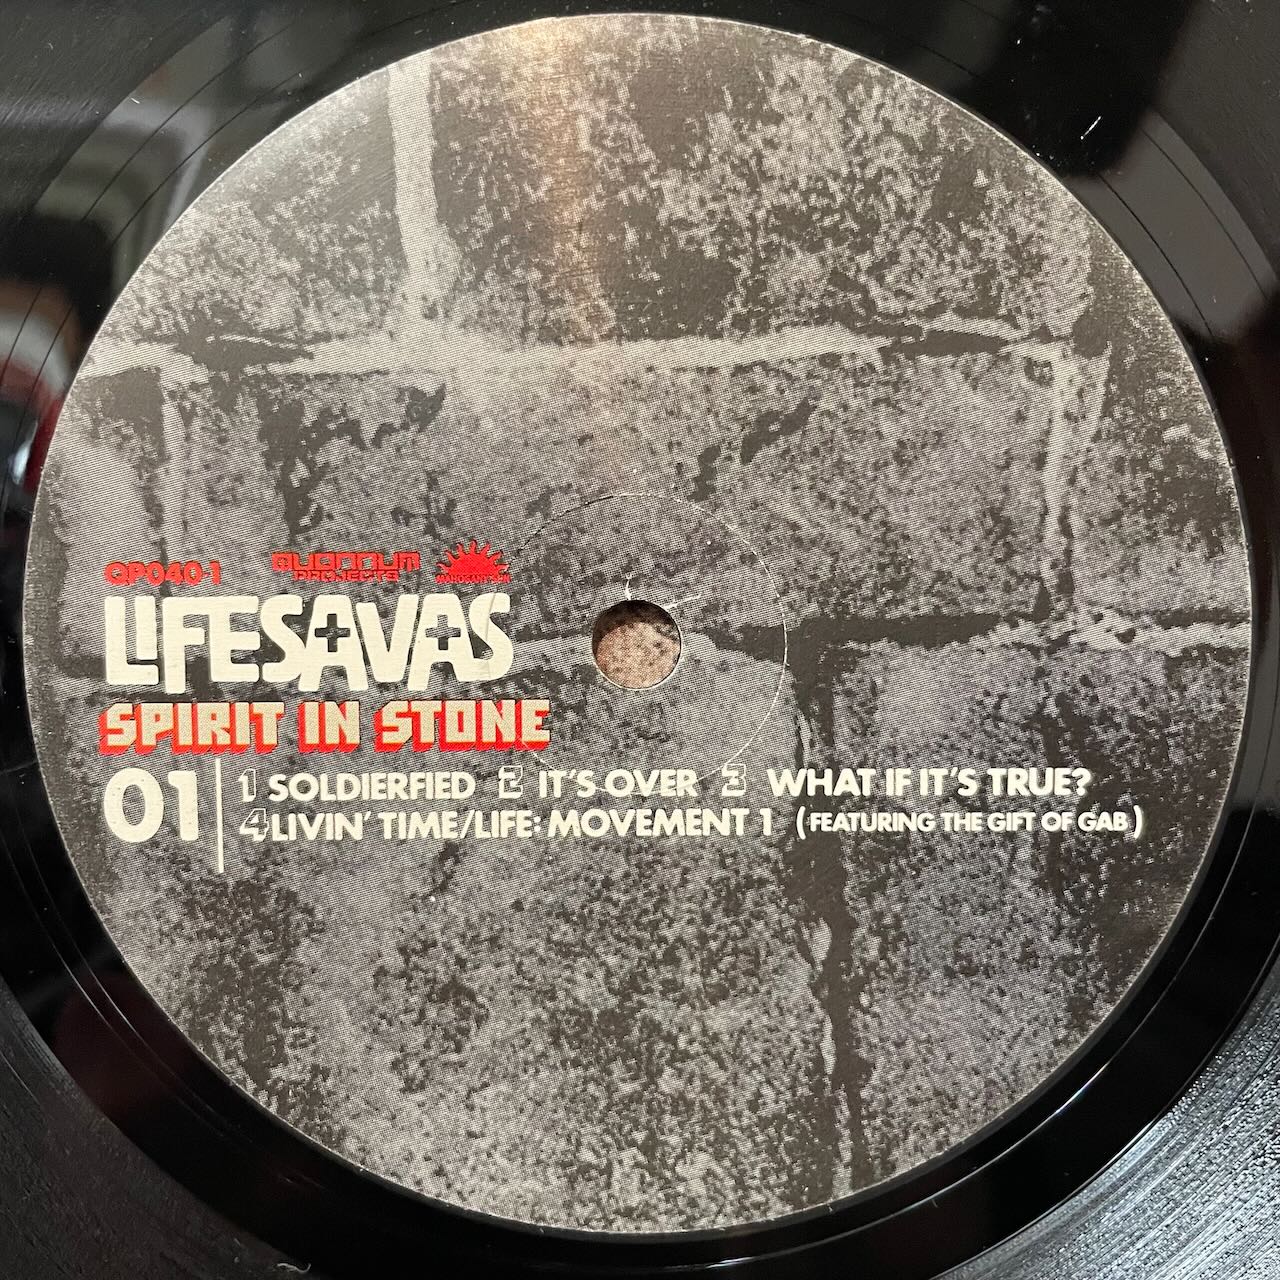 QP040-1 QUANNUM PROJECTS
LIFESAVAS
SPIRIT IN STONE
01 1 SOLDIERFIED 2 IT'S OVER 3 WHAT IF IT'S TRUE?
4 LIVIN' TIME/LIFE: MOVEMENT 1 (FEATURING THE GIFT OF GAB)